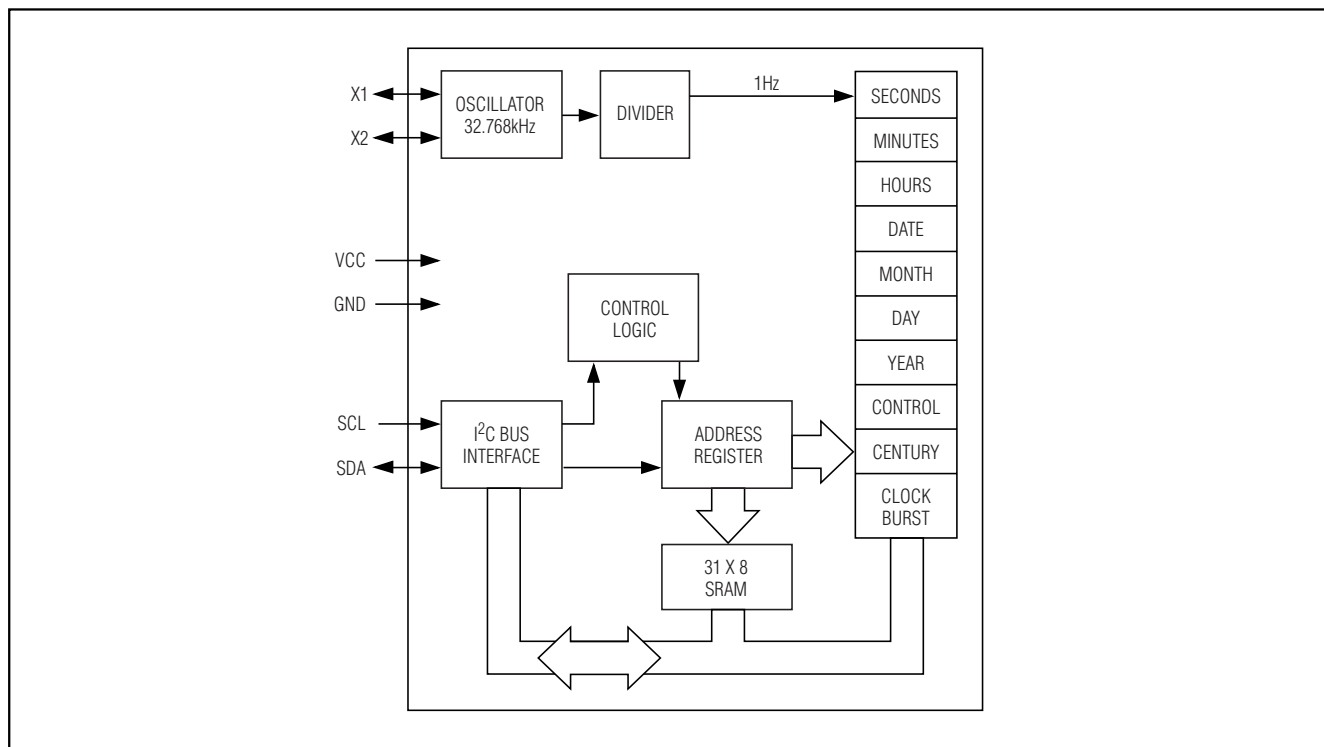 X1
X2
OSCILLATOR
32.768kHz
DIVIDER
1Hz
SECONDS
MINUTES
HOURS
DATE
MONTH
DAY
YEAR
CONTROL
CENTURY
CLOCK
BURST
VCC
GND
CONTROL
LOGIC
SCL
SDA
I²C BUS
INTERFACE
ADDRESS
REGISTER
31 X 8
SRAM